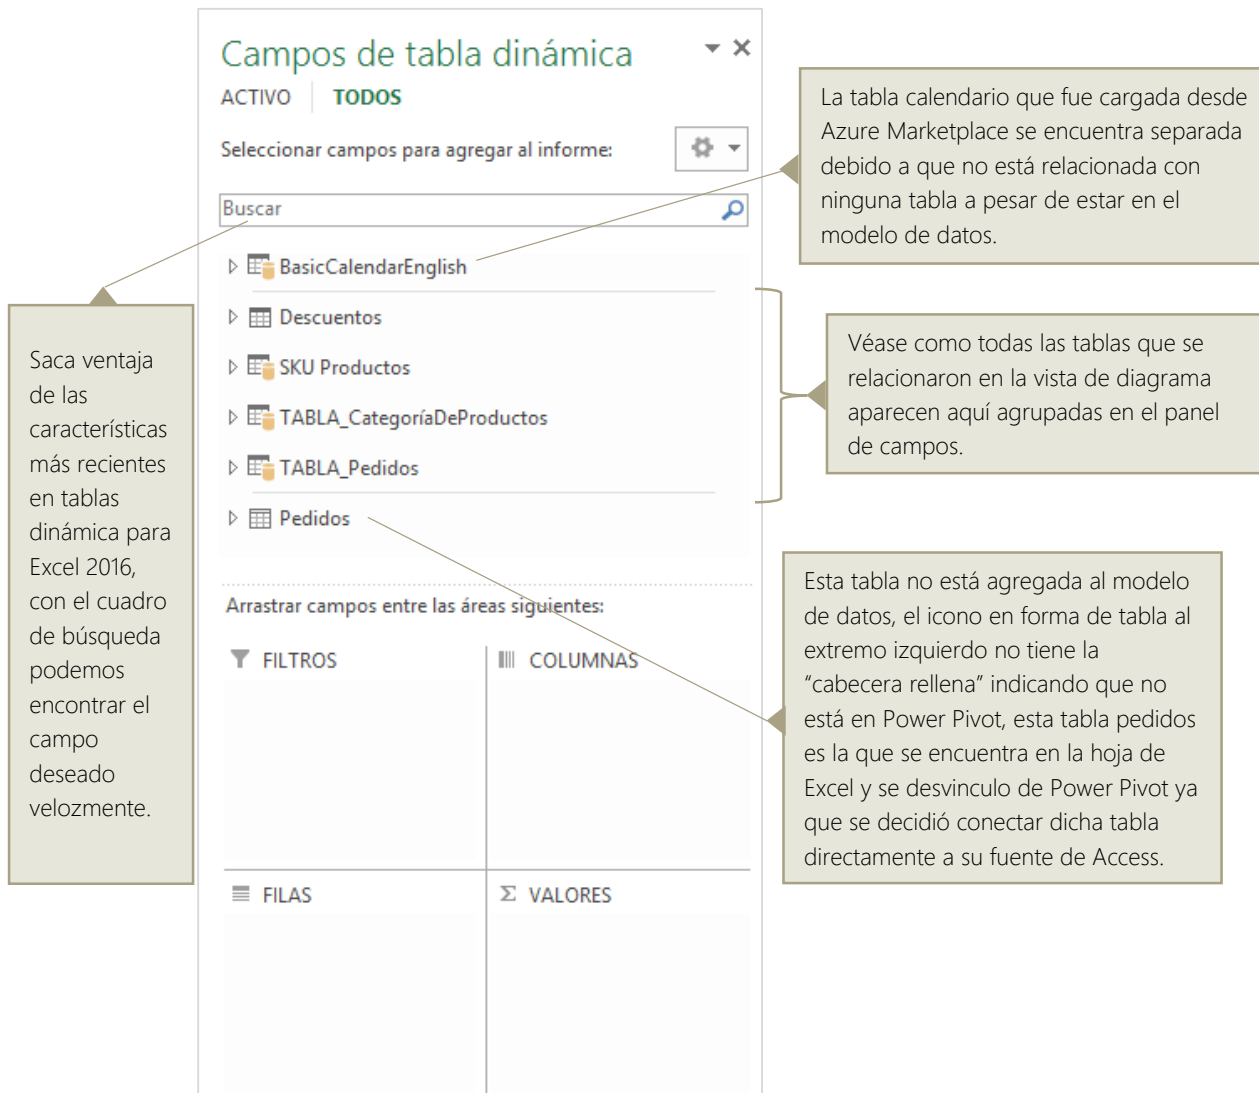 Campos de tabla dinámica
ACTIVO
TODOS
Seleccionar campos para agregar al informe:
Buscar
BasicCalendarEnglish
Descuentos
SKU Productos
TABLA_CategoríaDeProductos
TABLA_Pedidos
Pedidos
Arrastrar campos entre las áreas siguientes:
FILTROS
COLUMNAS
FILAS
Σ VALORES
Saca ventaja
de las
características
más recientes
en tablas
dinámica para
Excel 2016,
con el cuadro
de búsqueda
podemos
encontrar el
campo
deseado
velozmente.
La tabla calendario que fue cargada desde
Azure Marketplace se encuentra separada
debido a que no está relacionada con
ninguna tabla a pesar de estar en el
modelo de datos.
Véase como todas las tablas que se
relacionaron en la vista de diagrama
aparecen aquí agrupadas en el panel
de campos.
Esta tabla no está agregada al modelo
de datos, el icono en forma de tabla al
extremo izquierdo no tiene la
“cabecera rellena” indicando que no
está en Power Pivot, esta tabla pedidos
es la que se encuentra en la hoja de
Excel y se desvinculo de Power Pivot ya
que se decidió conectar dicha tabla
directamente a su fuente de Access.